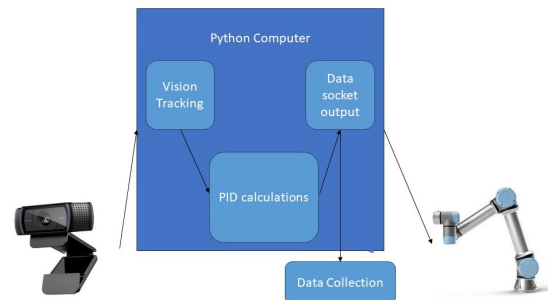 Python Computer
Vision
Tracking
Data
socket
output
PID calculations
Data Collection